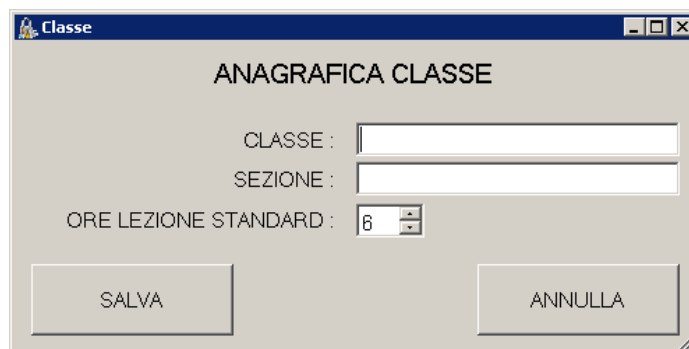 Classe
ANAGRAFICA CLASSE
CLASSE :
SEZIONE :
ORE LEZIONE STANDARD : 6
SALVA ANNULLA